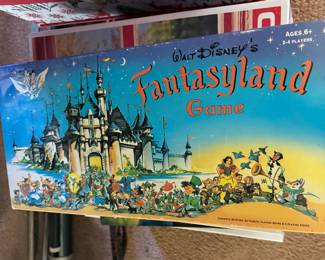 AGES 6+
2-4 PLAYERS
WALT DISNEY'S
Fantasyland
Game